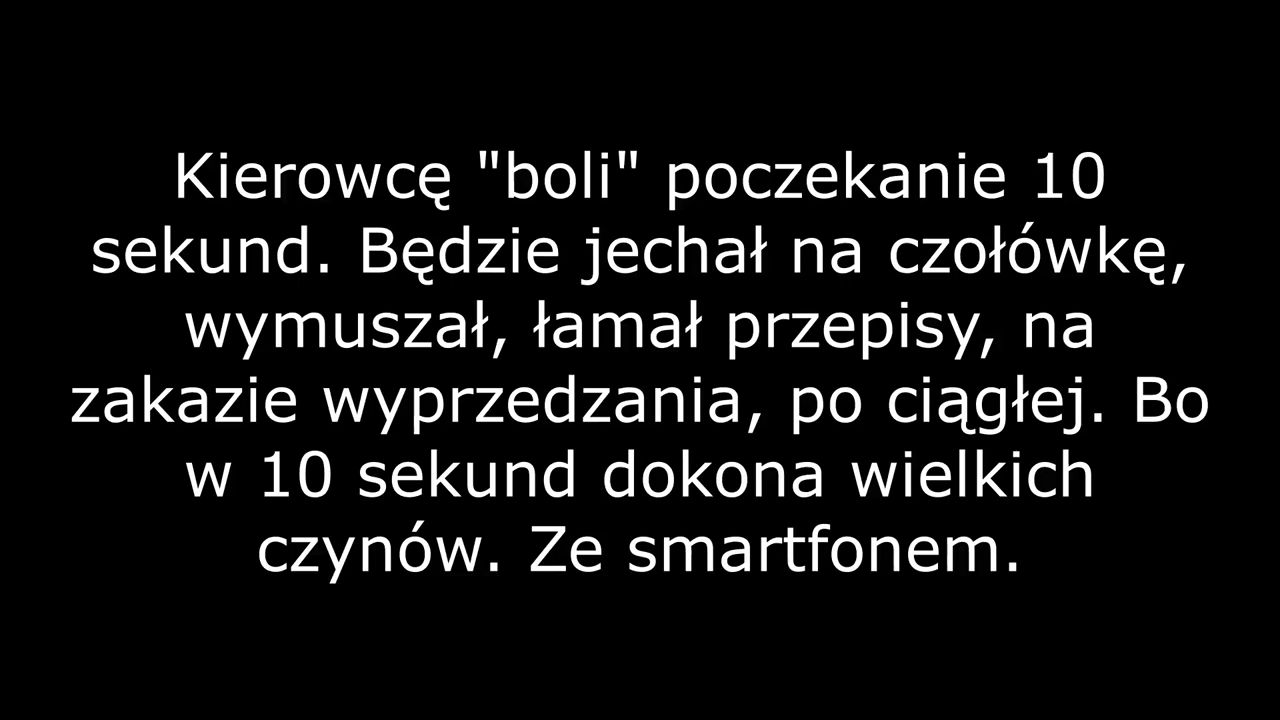 Kierowcę "boli" poczekanie 10
sekund. Będzie jechał na czołówkę,
wymuszał, łamał przepisy, na
zakazie wyprzedzania, po ciągłej. Bo
w 10 sekund dokona wielkich
czynów. Ze smartfonem.